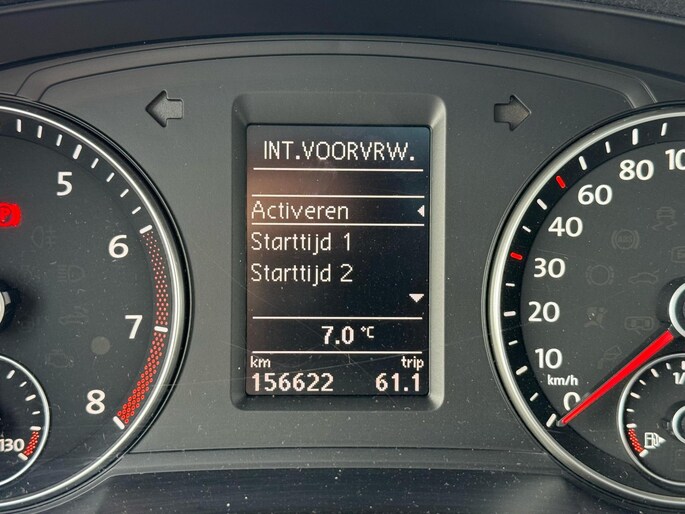 INT.VOORVRW.
Activeren
Starttijd 1
Starttijd 2
7.0 °C
km trip
156622 61.1
5
6
7
8
130
0
10
20
30
40
60
80
km/h